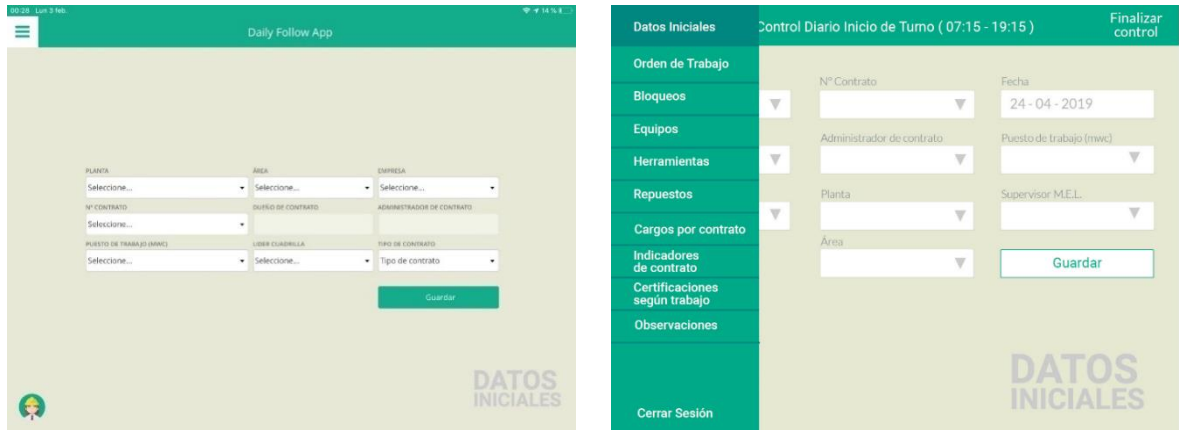 00:28 Lun 3 feb.
14 %
Daily Follow App
PLANTA ÁREA EMPRESA
Seleccione... Seleccione... Seleccione...
Nº CONTRATO DUEÑO DE CONTRATO ADMINISTRADOR DE CONTRATO
Seleccione...
PUESTO DE TRABAJO (MWC) LIDER CUADRILLA TIPO DE CONTRATO
Seleccione... Seleccione... Tipo de contrato
Guardar
DATOS
INICIALES
Datos Iniciales
Control Diario Inicio de Turno ( 07:15 - 19:15 )
Finalizar
control
Orden de Trabajo
Bloqueos
Equipos
Herramientas
Repuestos
Cargos por contrato
Indicadores
de contrato
Certificaciones
según trabajo
Observaciones
Cerrar Sesión
Nº Contrato Fecha
24 - 04 - 2019
Administrador de contrato Puesto de trabajo (mwc)
Planta Supervisor M.E.L.
Área
Guardar
DATOS
INICIALES